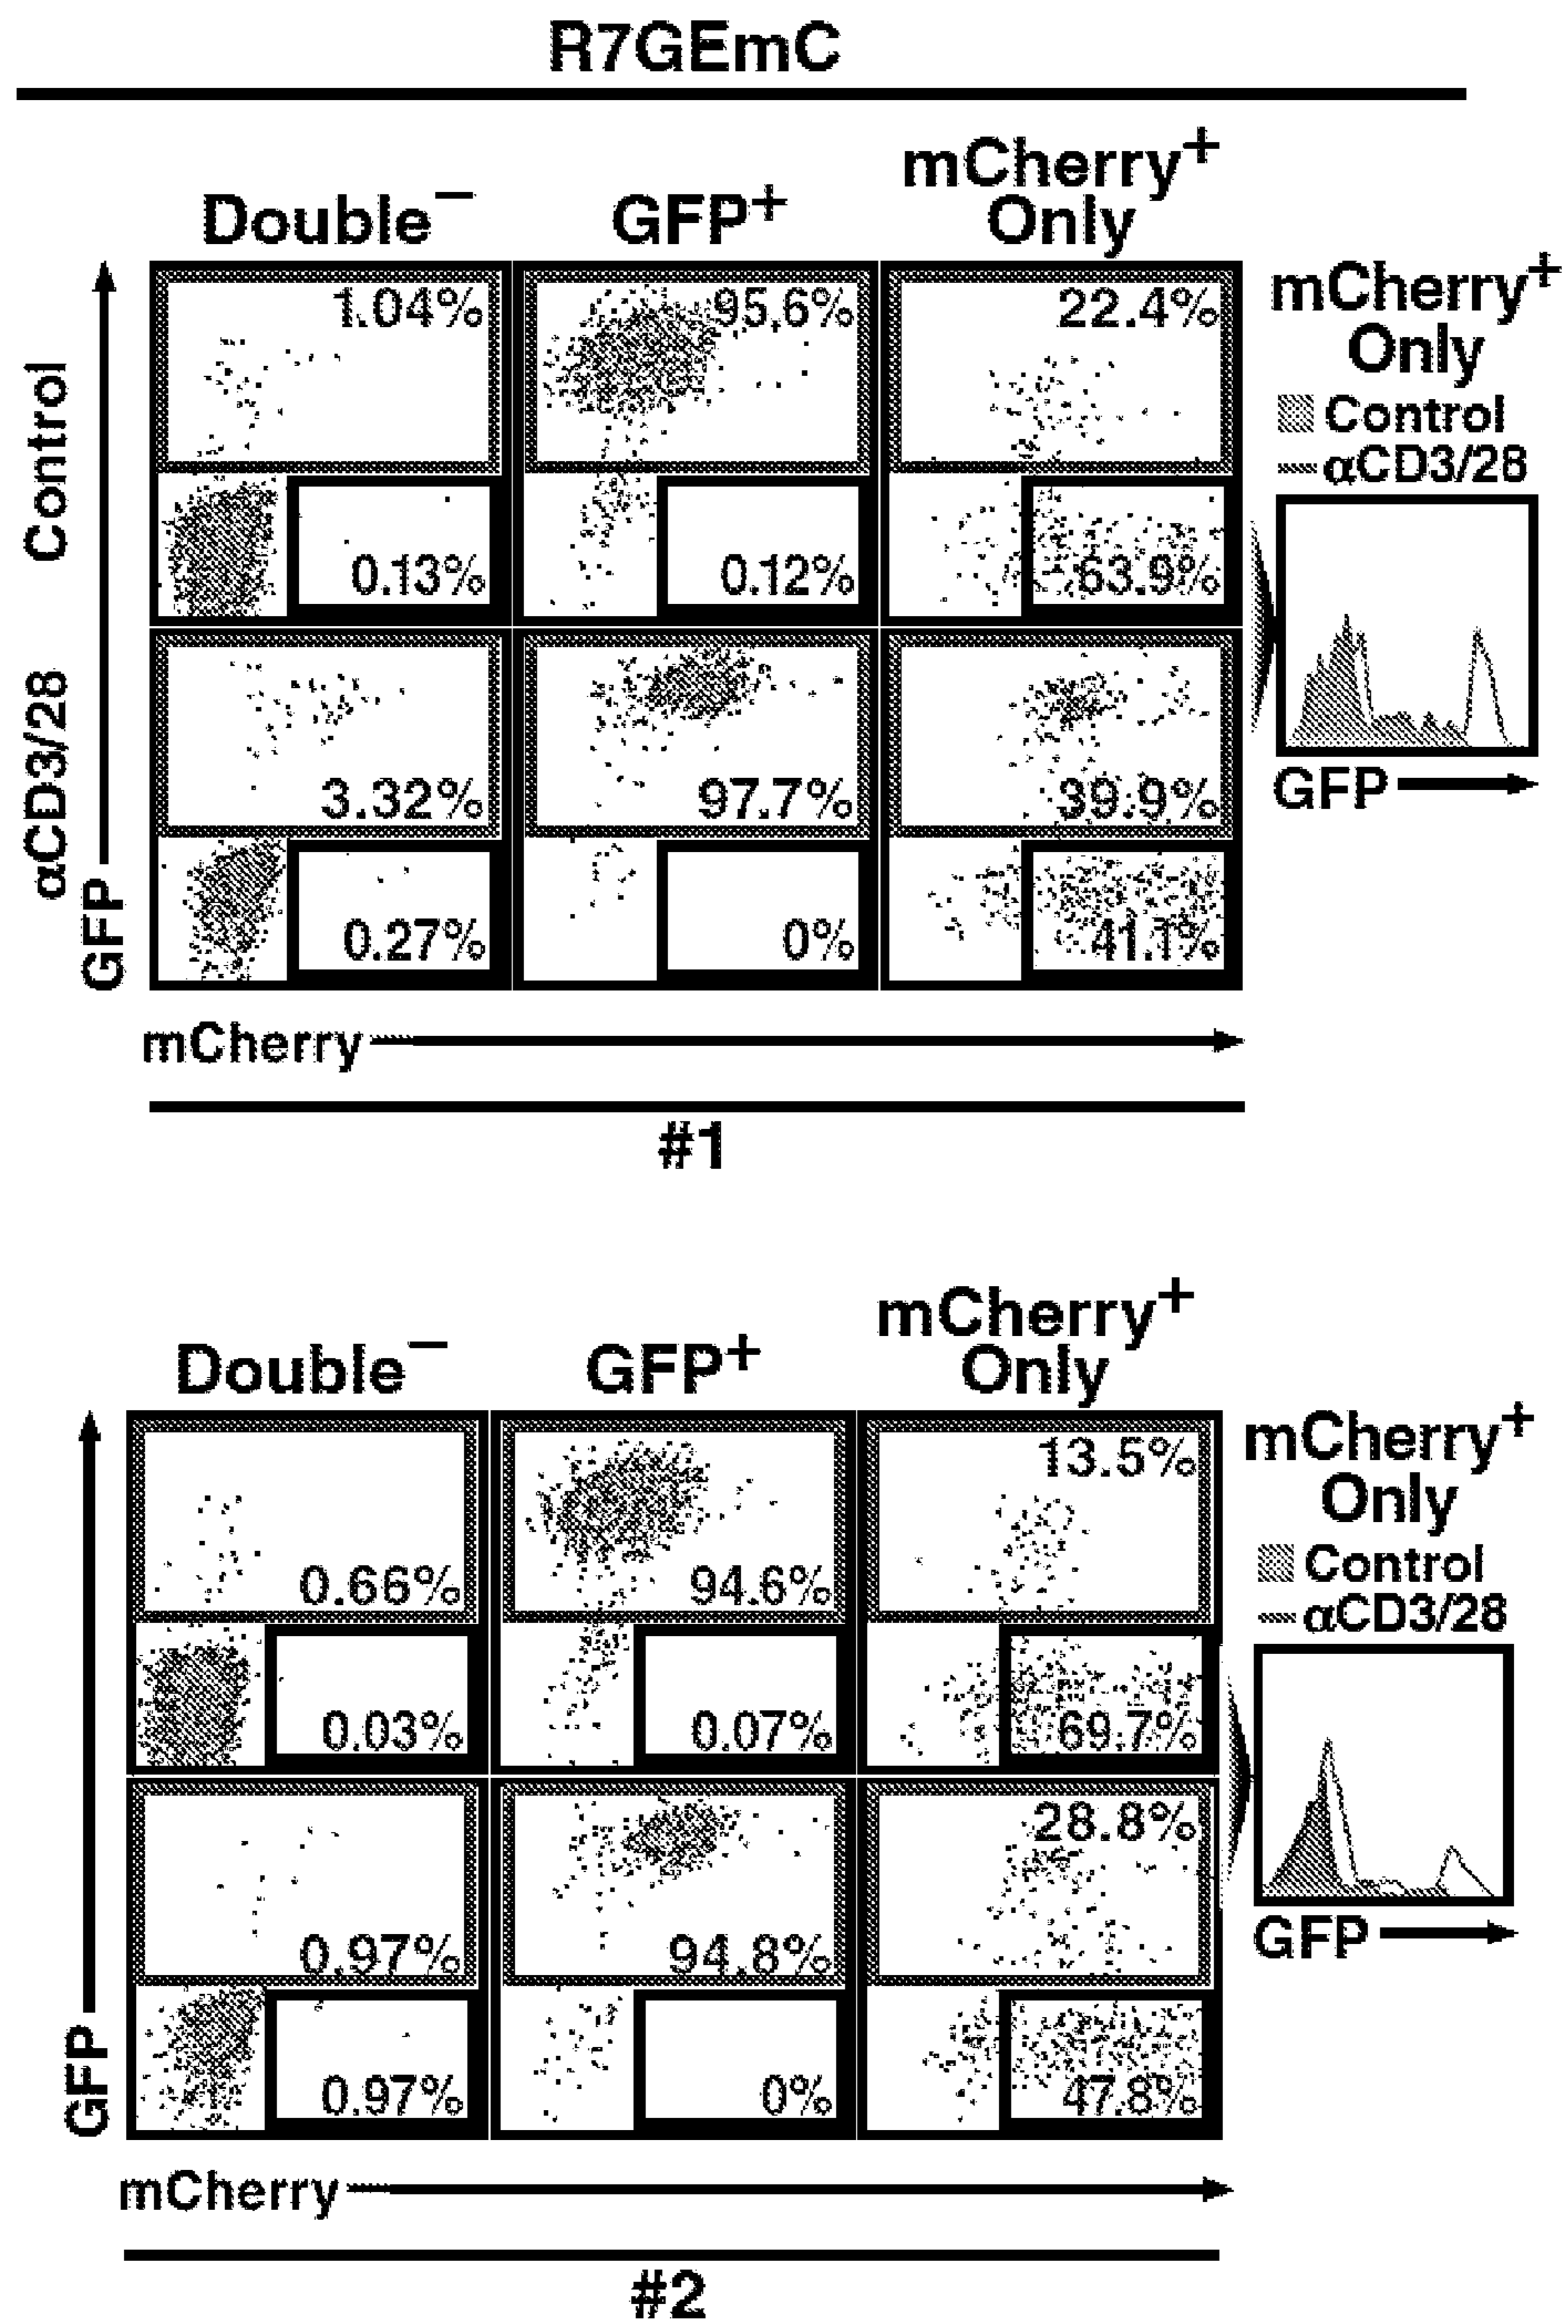 R7GEmC
Double⁻ GFP⁺ mCherry⁺ Only
Control
αCD3/28
GFP
1.04% 95.6% 22.4%
0.13% 0.12% 63.9%
3.32% 97.7% 39.9%
0.27% 0% 41.1%
mCherry
#1
mCherry⁺
Only
Control
αCD3/28
GFP
Double⁻ GFP⁺ mCherry⁺ Only
GFP
0.66% 94.6% 13.5%
0.03% 0.07% 69.7%
0.97% 94.8% 28.8%
0.97% 0% 47.8%
mCherry
#2
mCherry⁺
Only
Control
αCD3/28
GFP